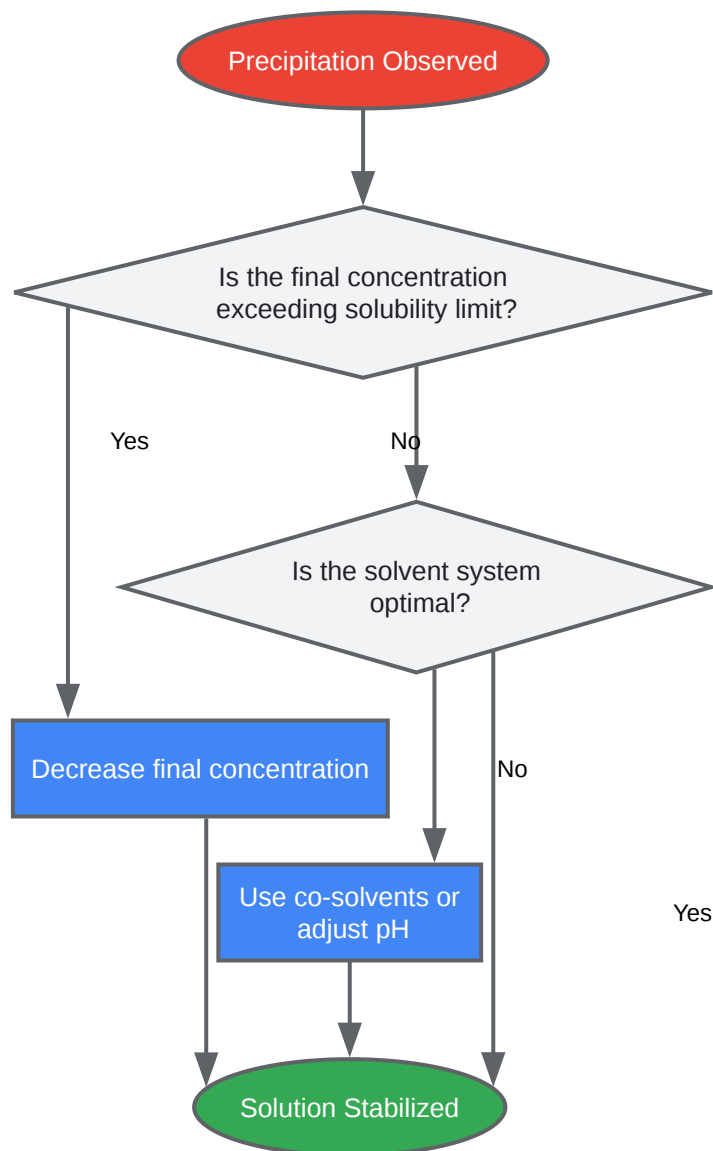 Precipitation Observed
Is the final concentration
exceeding solubility limit?
Yes
No
Is the solvent system
optimal?
Decrease final concentration
No
Use co-solvents or
adjust pH
Yes
Solution Stabilized